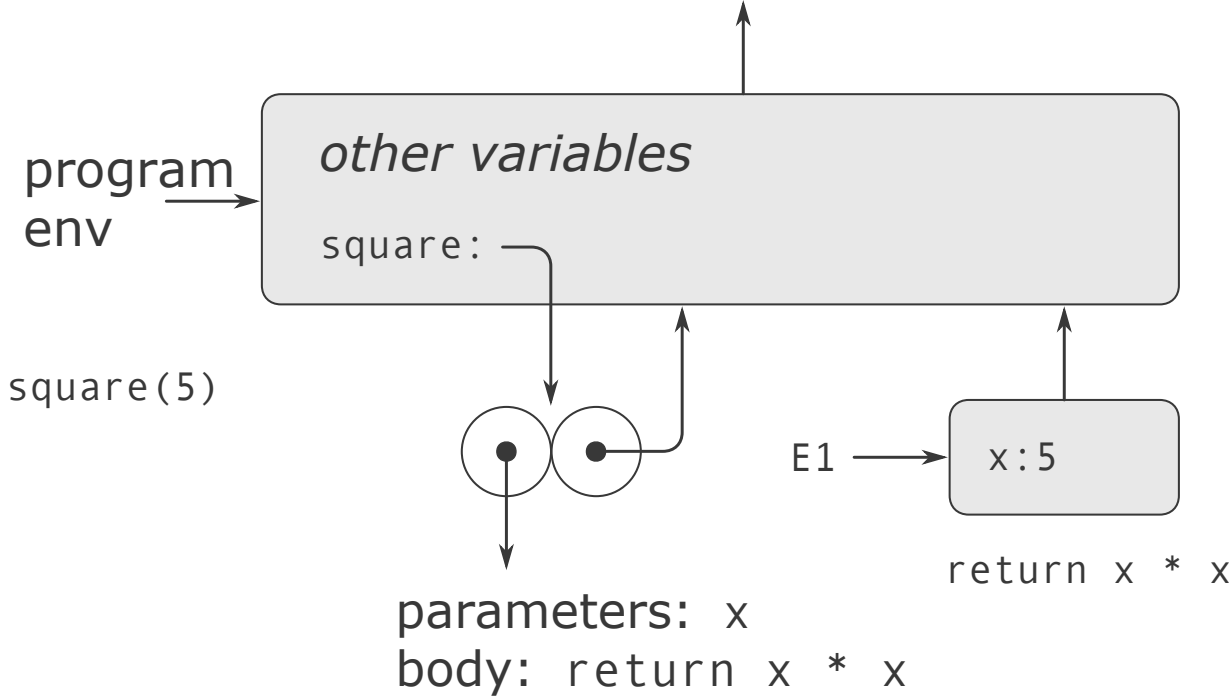 program
env
other variables
square:
square(5)
E1
x:5
return x * x
parameters: x
body: return x * x